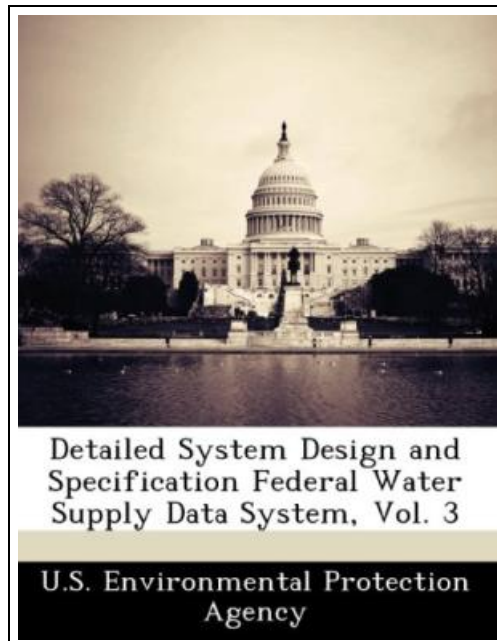 Detailed System Design and
Specification Federal Water
Supply Data System, Vol. 3
U.S. Environmental Protection
Agency